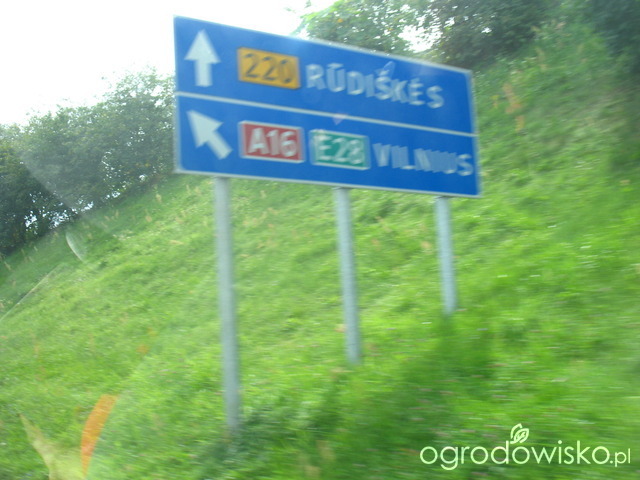 220 RŪDIŠKĖS
A16 E28 VILNIUS
ogrodowisko.pl